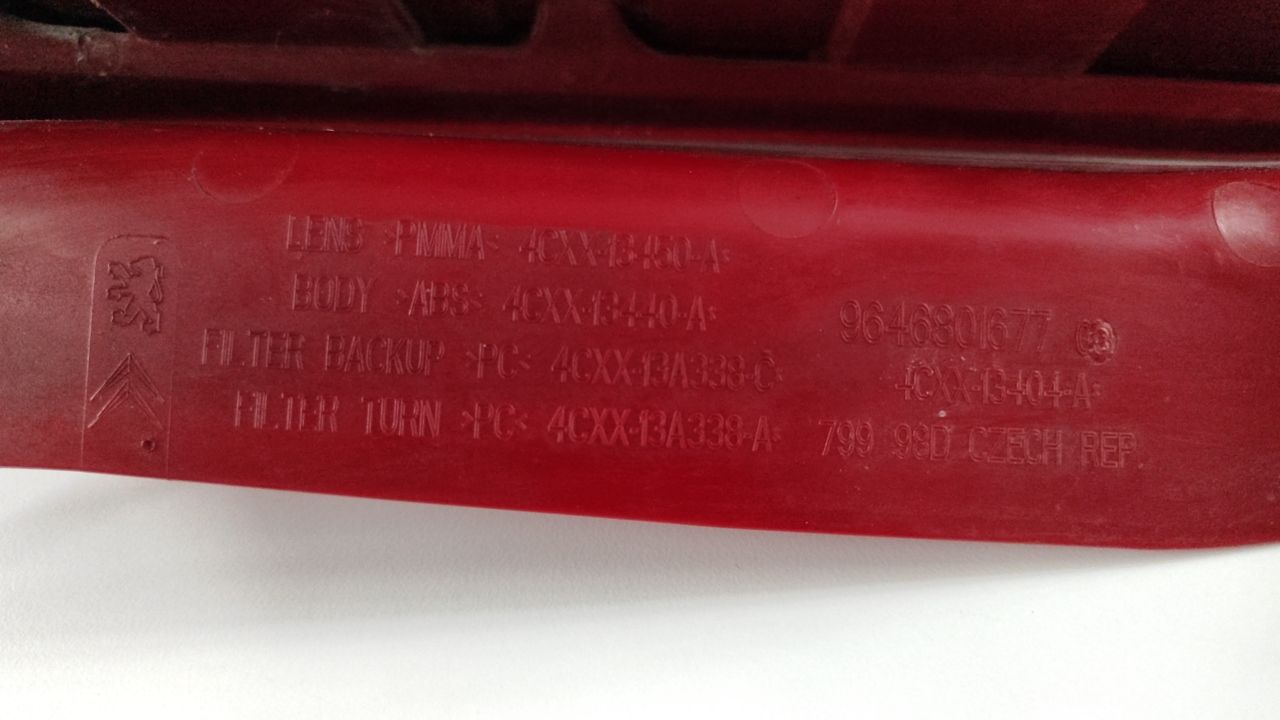 LENS >PMMA< 4CXX-13450-A
BODY >ABS< 4CXX-13440-A
FILTER BACKUP >PC< 4CXX-13A338-C
FILTER TURN >PC< 4CXX-13A338-A
9646801677
4CXX-13404-A
799 98D CZECH REP.